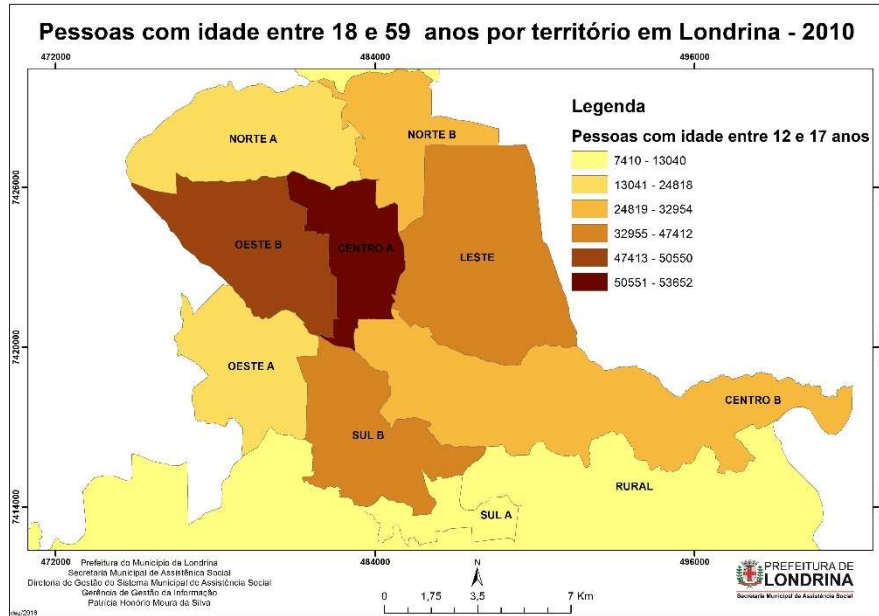 Pessoas com idade entre 18 e 59 anos por território em Londrina - 2010
472000 484000 496000
Legenda
Pessoas com idade entre 12 e 17 anos
7410 - 13040
13041 - 24818
24819 - 32954
32955 - 47412
47413 - 50550
50551 - 53652
NORTE A
NORTE B
7426000
7426000
OESTE B
CENTRO A
LESTE
7420000
7420000
OESTE A
CENTRO B
SUL B
RURAL
7414000
7414000
SUL A
472000 484000 496000
Prefeitura do Município de Londrina
Secretaria Municipal de Assistência Social
Diretoria de Gestão do Sistema Municipal de Assistência Social
Gerência de Gestão da Informação
Patrícia Honório Moura da Silva
dez/2018
N
0 1,75 3,5 7 Km
PREFEITURA DE
LONDRINA
Secretaria Municipal de Assistência Social